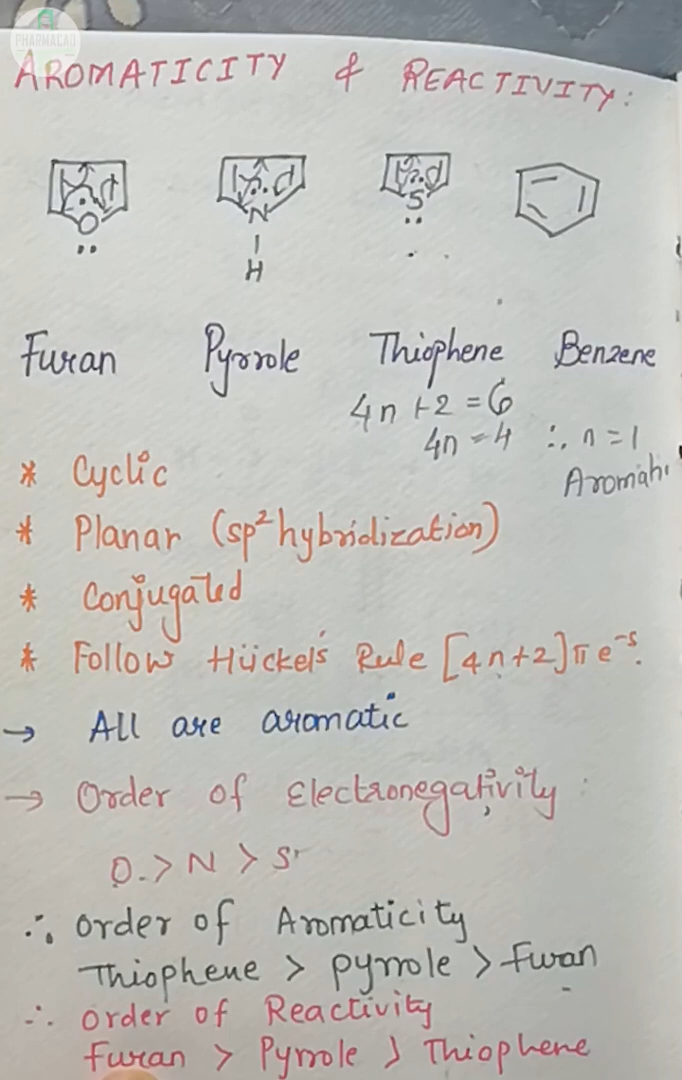 PHARMACAD
AROMATICITY & REACTIVITY:
O
N
H
S
Furan Pyrrole Thiophene Benzene
4n +2 = 6
4n = 4 ∴ n = 1
Aromati
* Cyclic
* Planar (sp² hybridization)
* Conjugated
* Follow Hückel's Rule [4n+2]π e⁻ˢ.
→ All are aromatic
→ Order of Electronegativity :
O > N > S
∴ Order of Aromaticity
Thiophene > pyrrole > Furan
∴ Order of Reactivity
Furan > Pyrrole > Thiophene